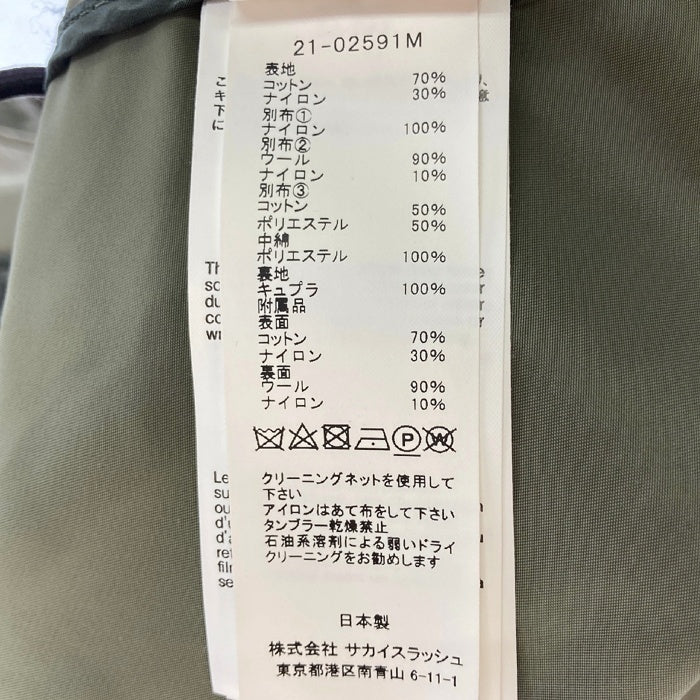 21-02591M
表地
コットン 70%
ナイロン 30%
別布①
ナイロン 100%
別布②
ウール 90%
ナイロン 10%
別布③
コットン 50%
ポリエステル 50%
中綿
ポリエステル 100%
裏地
キュプラ 100%
附属品
表面
コットン 70%
ナイロン 30%
裏面
ウール 90%
ナイロン 10%
P W
クリーニングネットを使用して
下さい
アイロンはあて布をして下さい
タンブラー乾燥禁止
石油系溶剤による弱いドライ
クリーニングをお勧めします
日本製
株式会社 サカイスラッシュ
東京都港区南青山 6-11-1